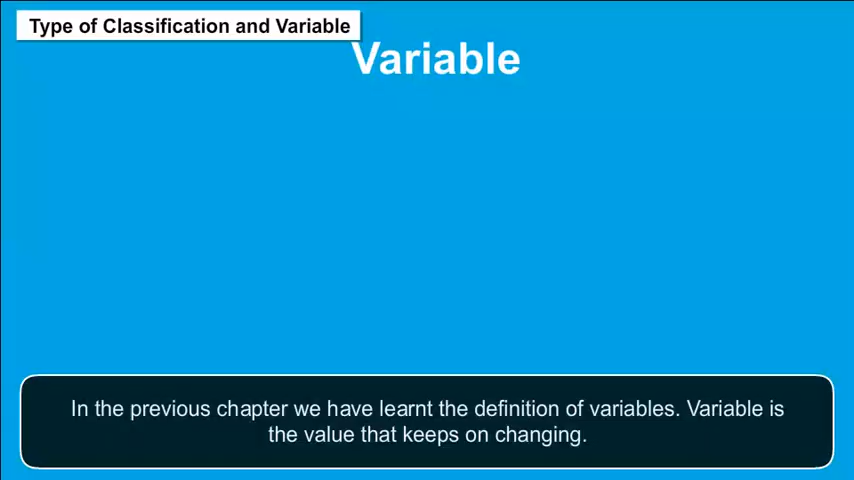 Type of Classification and Variable
Variable
In the previous chapter we have learnt the definition of variables. Variable is
the value that keeps on changing.